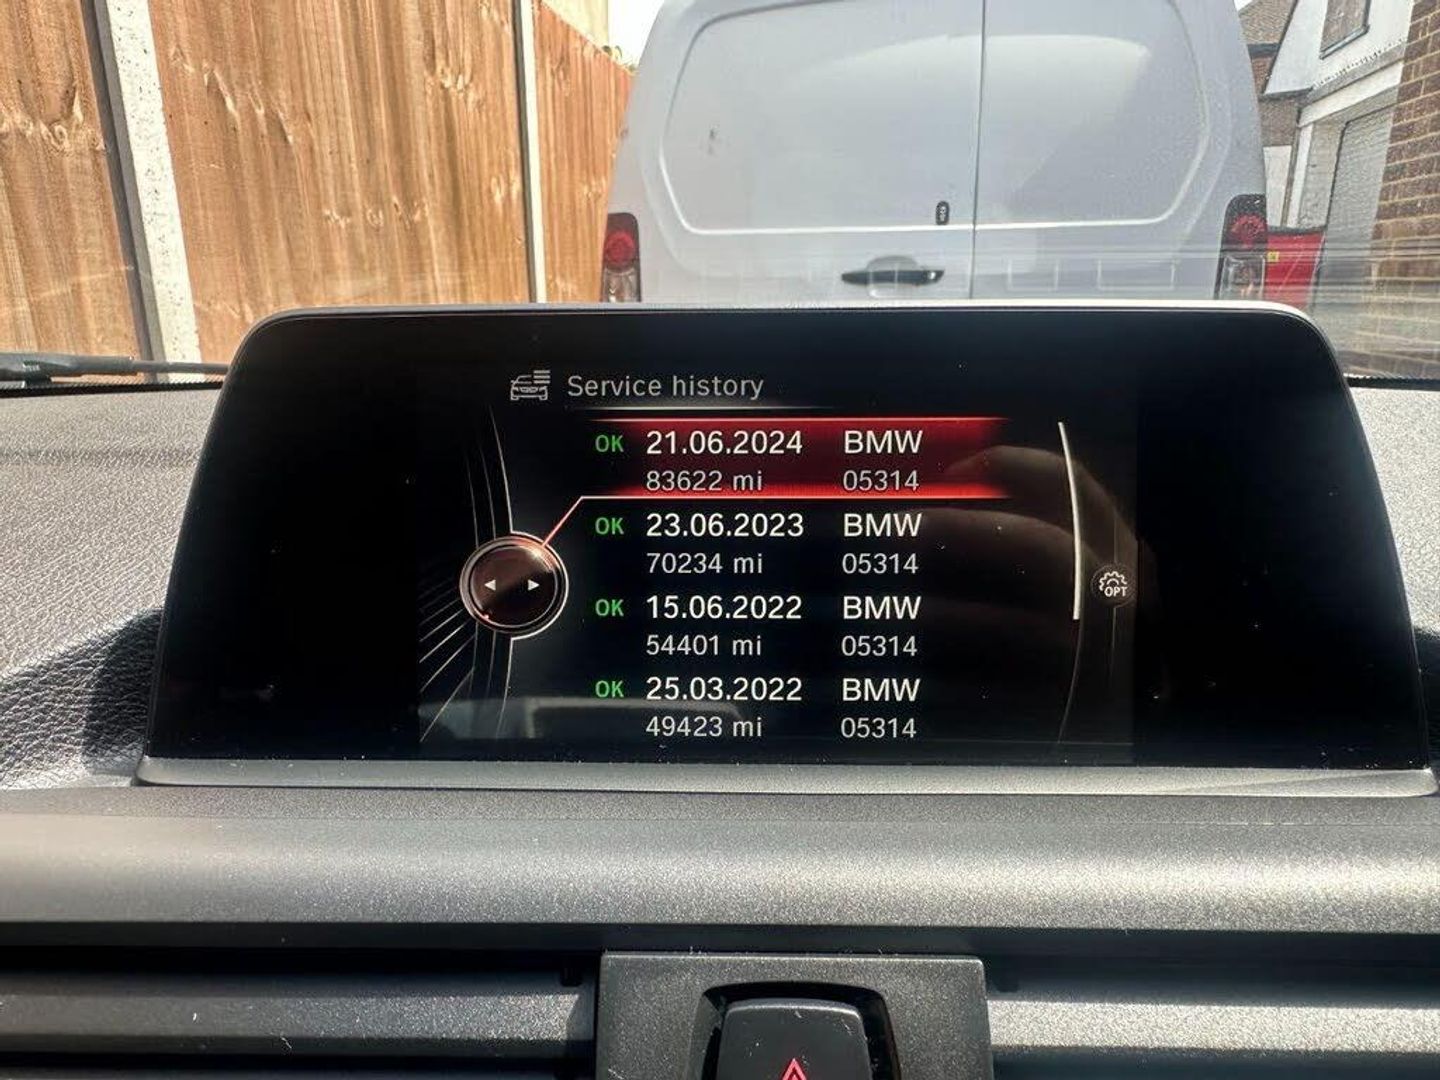 Service history
OK 21.06.2024 BMW
83622 mi 05314
OK 23.06.2023 BMW
70234 mi 05314
OK 15.06.2022 BMW
54401 mi 05314
OK 25.03.2022 BMW
49423 mi 05314
OPT